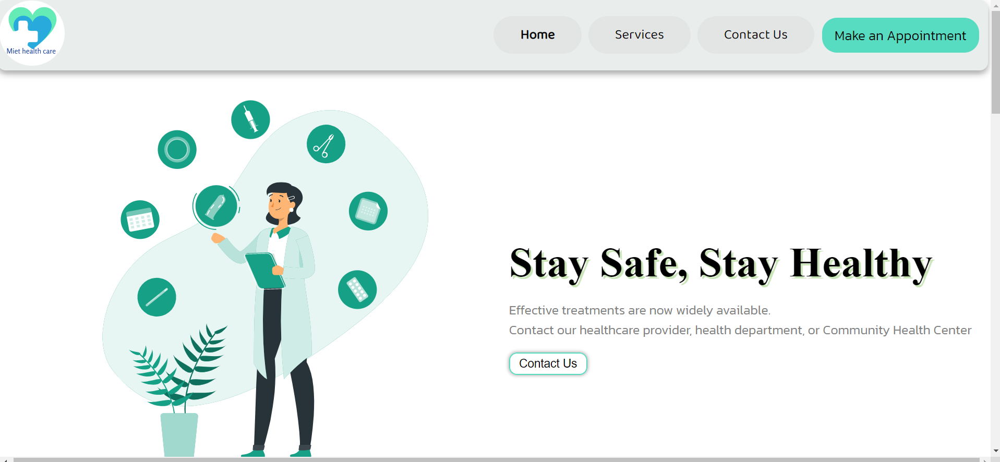 Miet health care
Home
Services
Contact Us
Make an Appointment
Stay Safe, Stay Healthy
Effective treatments are now widely available.
Contact our healthcare provider, health department, or Community Health Center
Contact Us